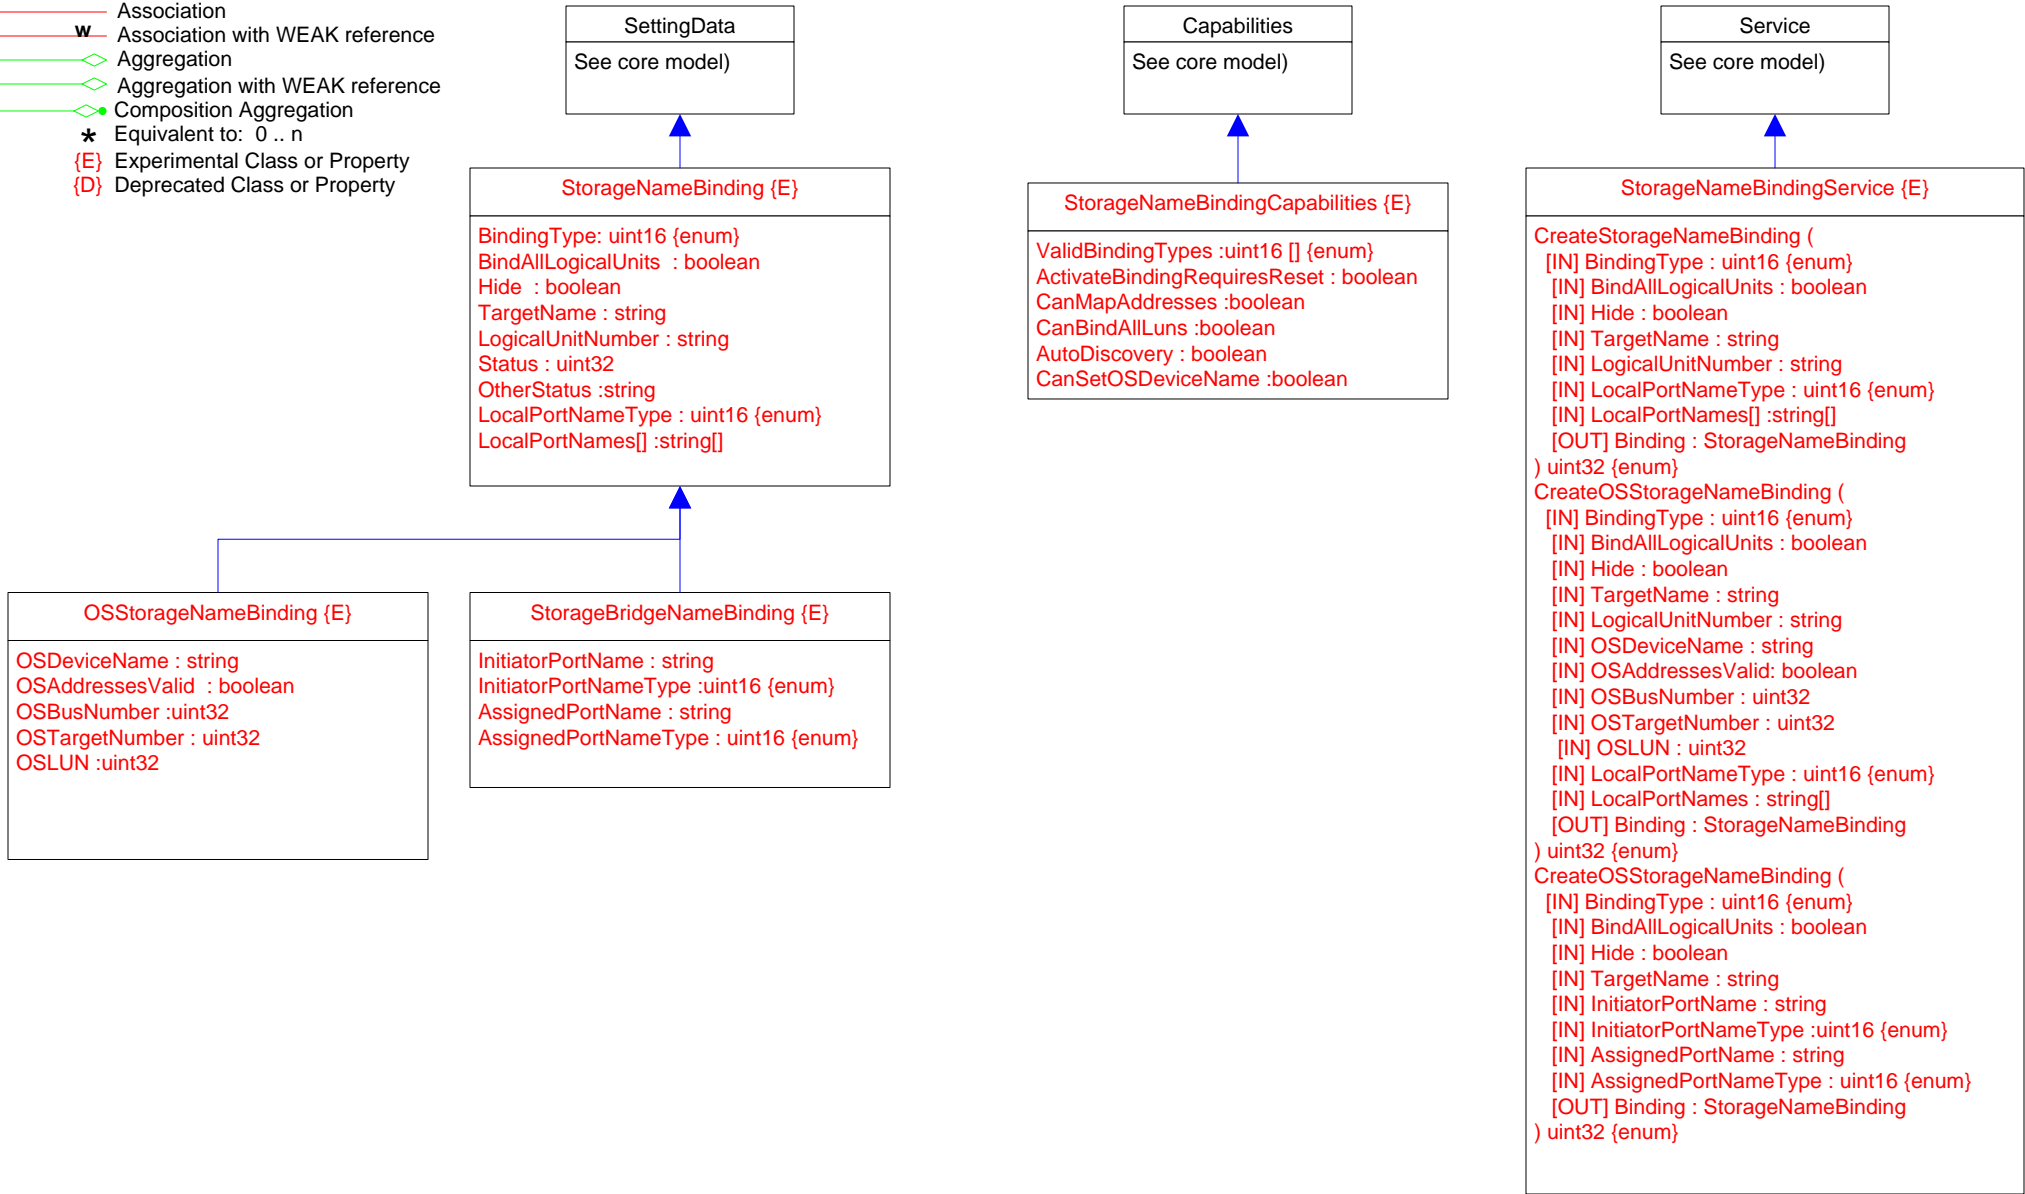 Association
w Association with WEAK reference
Aggregation
Aggregation with WEAK reference
Composition Aggregation
* Equivalent to: 0 .. n
{E} Experimental Class or Property
{D} Deprecated Class or Property
SettingData
See core model)
Capabilities
See core model)
Service
See core model)
StorageNameBinding {E}
BindingType: uint16 {enum}
BindAllLogicalUnits : boolean
Hide : boolean
TargetName : string
LogicalUnitNumber : string
Status : uint32
OtherStatus :string
LocalPortNameType : uint16 {enum}
LocalPortNames[] :string[]
StorageNameBindingCapabilities {E}
ValidBindingTypes :uint16 [] {enum}
ActivateBindingRequiresReset : boolean
CanMapAddresses :boolean
CanBindAllLuns :boolean
AutoDiscovery : boolean
CanSetOSDeviceName :boolean
StorageNameBindingService {E}
CreateStorageNameBinding (
[IN] BindingType : uint16 {enum}
[IN] BindAllLogicalUnits : boolean
[IN] Hide : boolean
[IN] TargetName : string
[IN] LogicalUnitNumber : string
[IN] LocalPortNameType : uint16 {enum}
[IN] LocalPortNames[] :string[]
[OUT] Binding : StorageNameBinding
) uint32 {enum}
CreateOSStorageNameBinding (
[IN] BindingType : uint16 {enum}
[IN] BindAllLogicalUnits : boolean
[IN] Hide : boolean
[IN] TargetName : string
[IN] LogicalUnitNumber : string
[IN] OSDeviceName : string
[IN] OSAddressesValid: boolean
[IN] OSBusNumber : uint32
[IN] OSTargetNumber : uint32
[IN] OSLUN : uint32
[IN] LocalPortNameType : uint16 {enum}
[IN] LocalPortNames : string[]
[OUT] Binding : StorageNameBinding
) uint32 {enum}
CreateOSStorageNameBinding (
[IN] BindingType : uint16 {enum}
[IN] BindAllLogicalUnits : boolean
[IN] Hide : boolean
[IN] TargetName : string
[IN] InitiatorPortName : string
[IN] InitiatorPortNameType :uint16 {enum}
[IN] AssignedPortName : string
[IN] AssignedPortNameType : uint16 {enum}
[OUT] Binding : StorageNameBinding
) uint32 {enum}
OSStorageNameBinding {E}
OSDeviceName : string
OSAddressesValid : boolean
OSBusNumber :uint32
OSTargetNumber : uint32
OSLUN :uint32
StorageBridgeNameBinding {E}
InitiatorPortName : string
InitiatorPortNameType :uint16 {enum}
AssignedPortName : string
AssignedPortNameType : uint16 {enum}